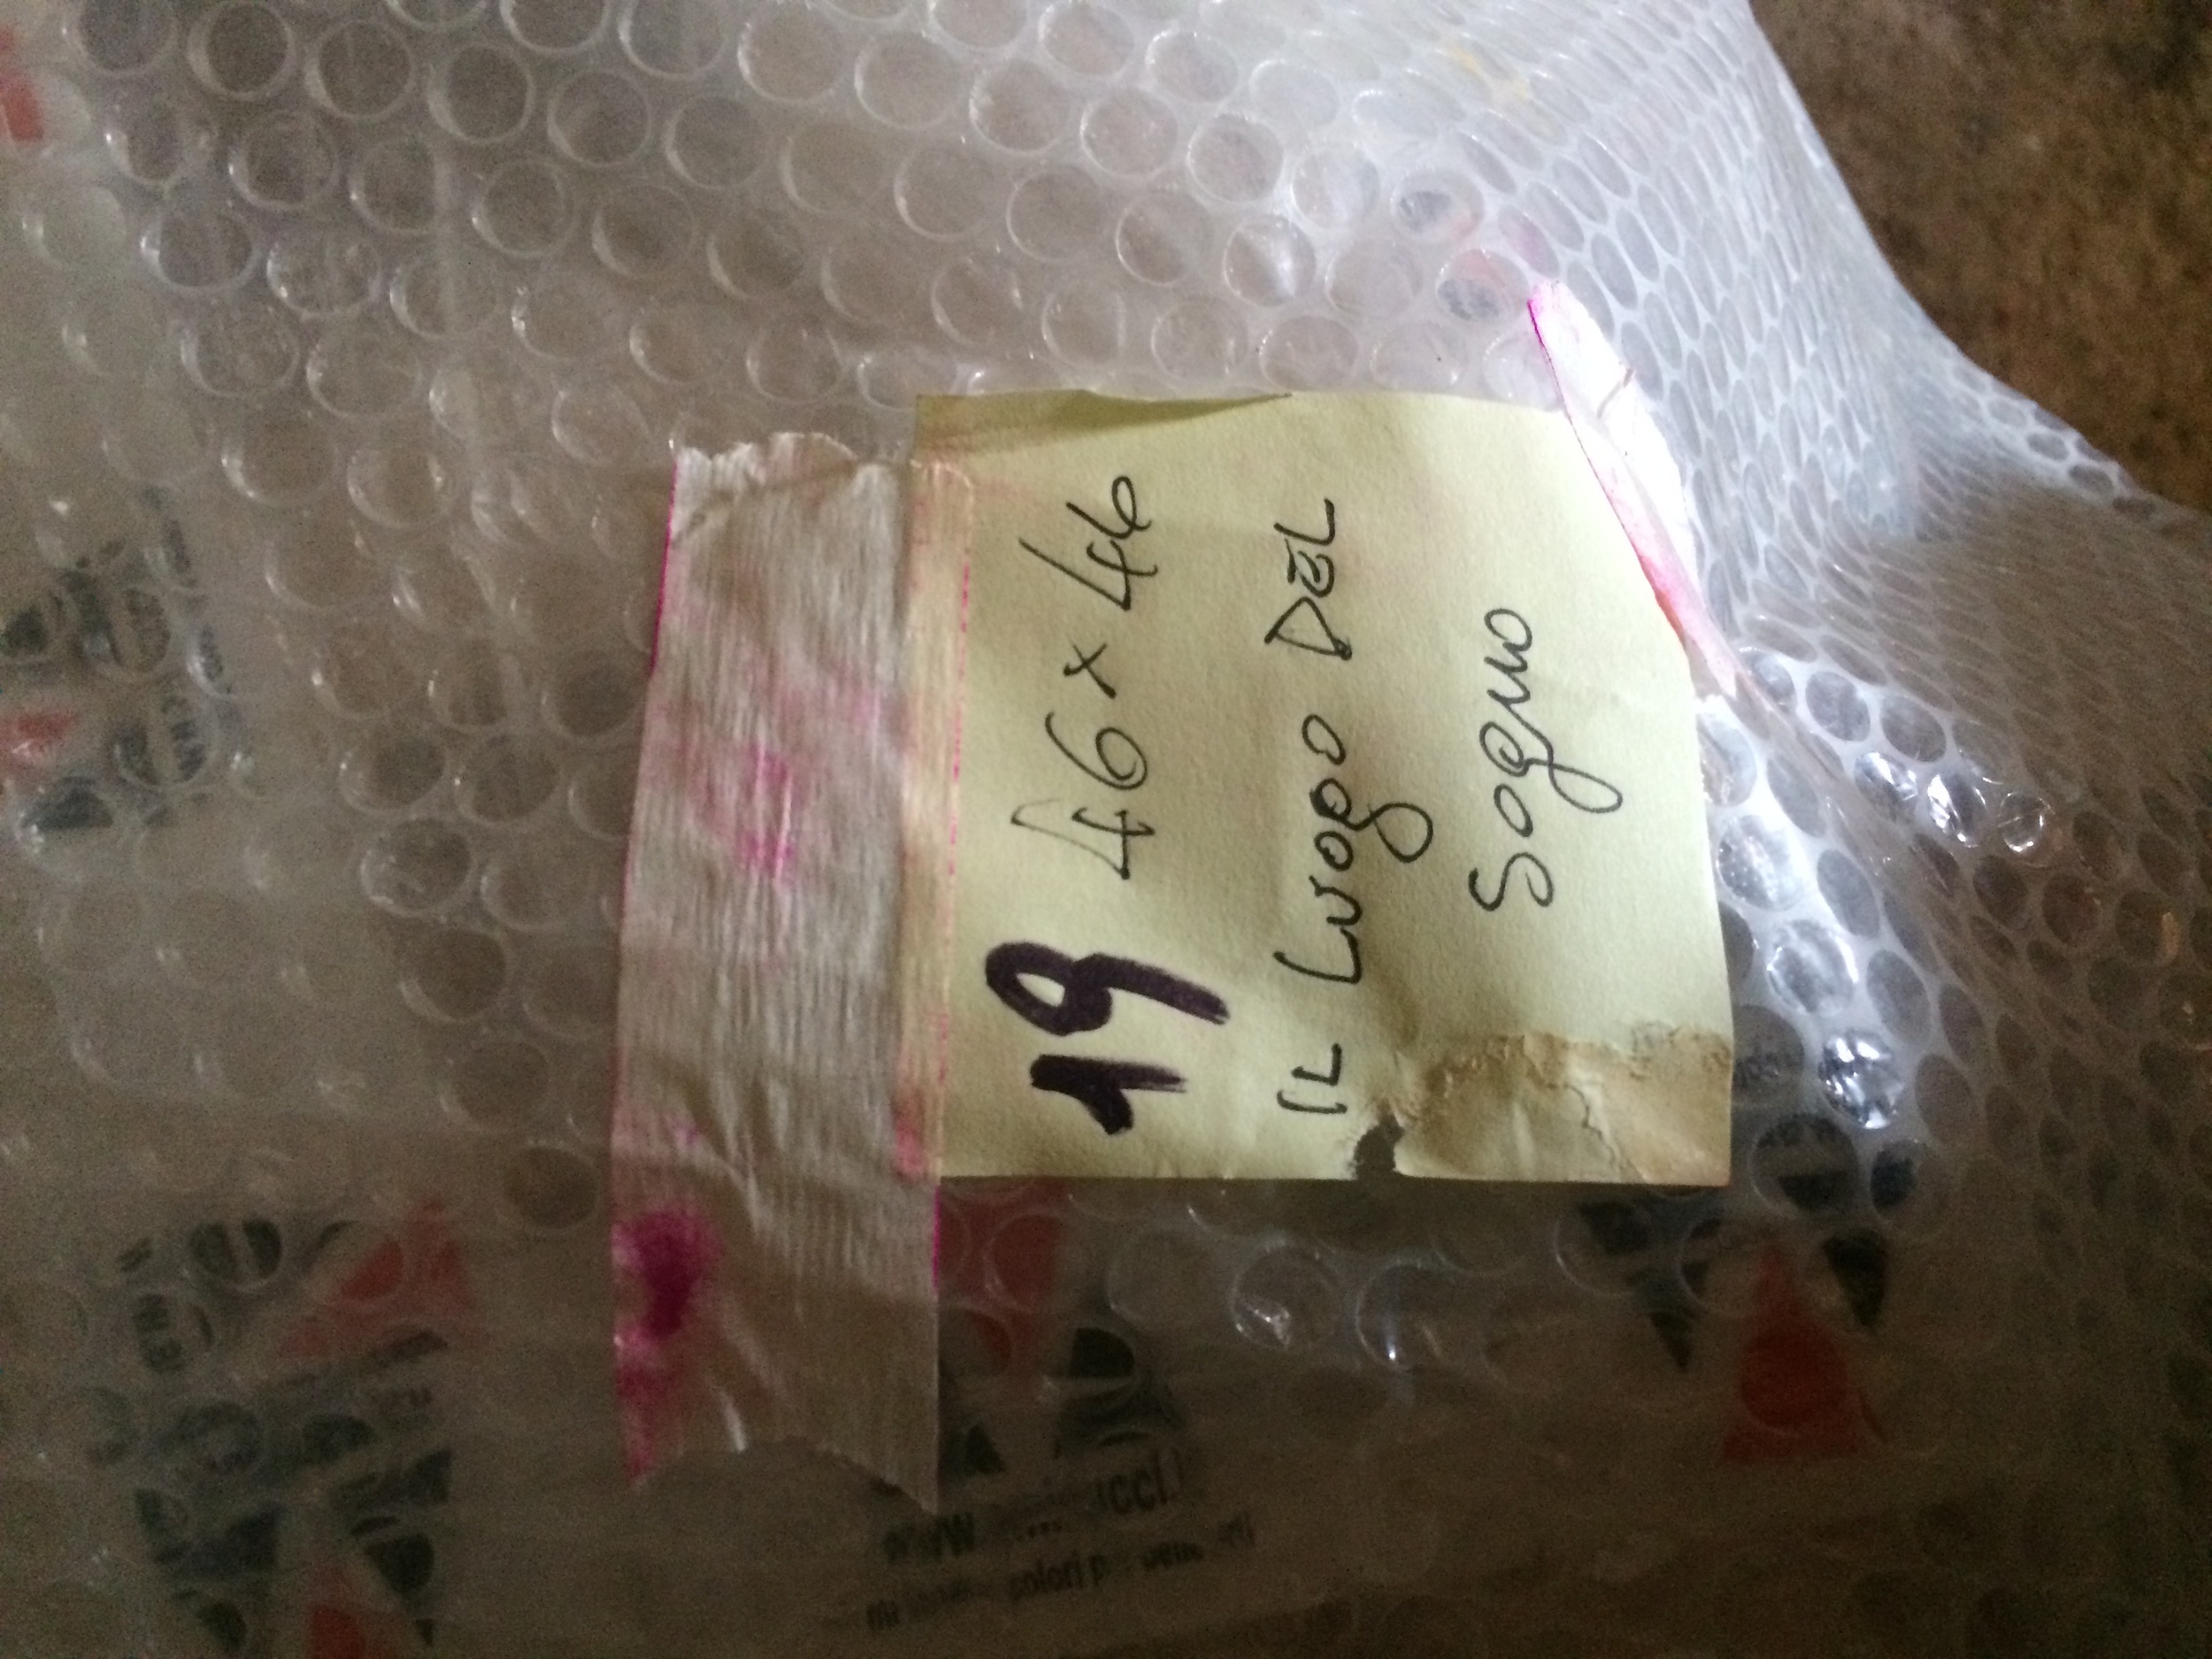 19 46 x 46
IL Luogo DEL
Sogno